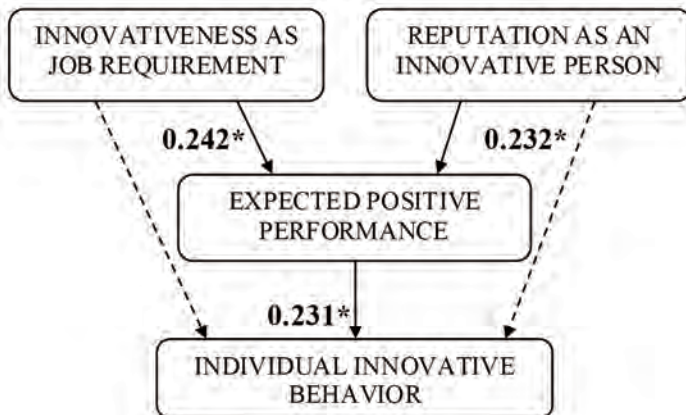 INNOVATIVENESS AS
JOB REQUIREMENT
REPUTATION AS AN
INNOVATIVE PERSON
0.242*
0.232*
EXPECTED POSITIVE
PERFORMANCE
0.231*
INDIVIDUAL INNOVATIVE
BEHAVIOR